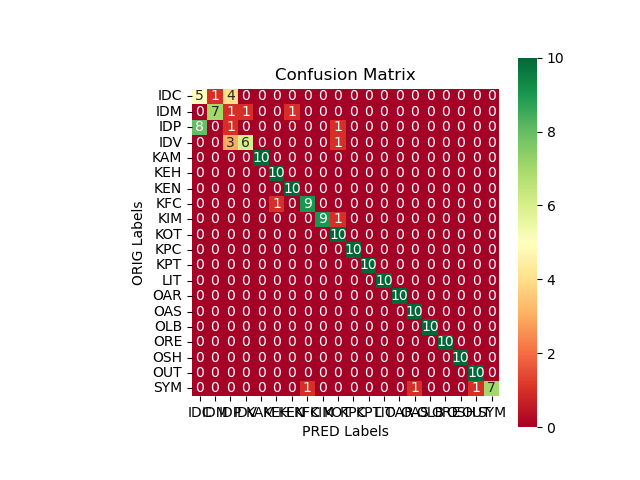 Confusion Matrix
10
IDC 5 1 4 0 0 0 0 0 0 0 0 0 0 0 0 0 0 0 0 0
IDM 0 7 1 1 0 0 1 0 0 0 0 0 0 0 0 0 0 0 0 0
IDP 8 0 1 0 0 0 0 0 0 1 0 0 0 0 0 0 0 0 0 0
8
IDV 0 0 3 6 0 0 0 0 0 1 0 0 0 0 0 0 0 0 0 0
KAM 0 0 0 0 10 0 0 0 0 0 0 0 0 0 0 0 0 0 0 0
KEH 0 0 0 0 0 10 0 0 0 0 0 0 0 0 0 0 0 0 0 0
KEN 0 0 0 0 0 0 10 0 0 0 0 0 0 0 0 0 0 0 0 0
6
KFC 0 0 0 0 0 1 0 9 0 0 0 0 0 0 0 0 0 0 0 0
KIM 0 0 0 0 0 0 0 0 9 1 0 0 0 0 0 0 0 0 0 0
KOT 0 0 0 0 0 0 0 0 0 10 0 0 0 0 0 0 0 0 0 0
ORIG Labels
KPC 0 0 0 0 0 0 0 0 0 0 10 0 0 0 0 0 0 0 0 0
KPT 0 0 0 0 0 0 0 0 0 0 0 10 0 0 0 0 0 0 0 0
4
LIT 0 0 0 0 0 0 0 0 0 0 0 0 10 0 0 0 0 0 0 0
OAR 0 0 0 0 0 0 0 0 0 0 0 0 0 10 0 0 0 0 0 0
OAS 0 0 0 0 0 0 0 0 0 0 0 0 0 0 10 0 0 0 0 0
OLB 0 0 0 0 0 0 0 0 0 0 0 0 0 0 0 10 0 0 0 0
ORE 0 0 0 0 0 0 0 0 0 0 0 0 0 0 0 0 10 0 0 0
2
OSH 0 0 0 0 0 0 0 0 0 0 0 0 0 0 0 0 0 10 0 0
OUT 0 0 0 0 0 0 0 0 0 0 0 0 0 0 0 0 0 0 10 0
SYM 0 0 0 0 0 0 0 1 0 0 0 0 0 0 1 0 0 0 1 7
IDC IDM IDP IDV KAM KEH KEN KFC KIM KOT KPC KPT LIT OAR OAS OLB ORE OSH OUT SYM
0
PRED Labels